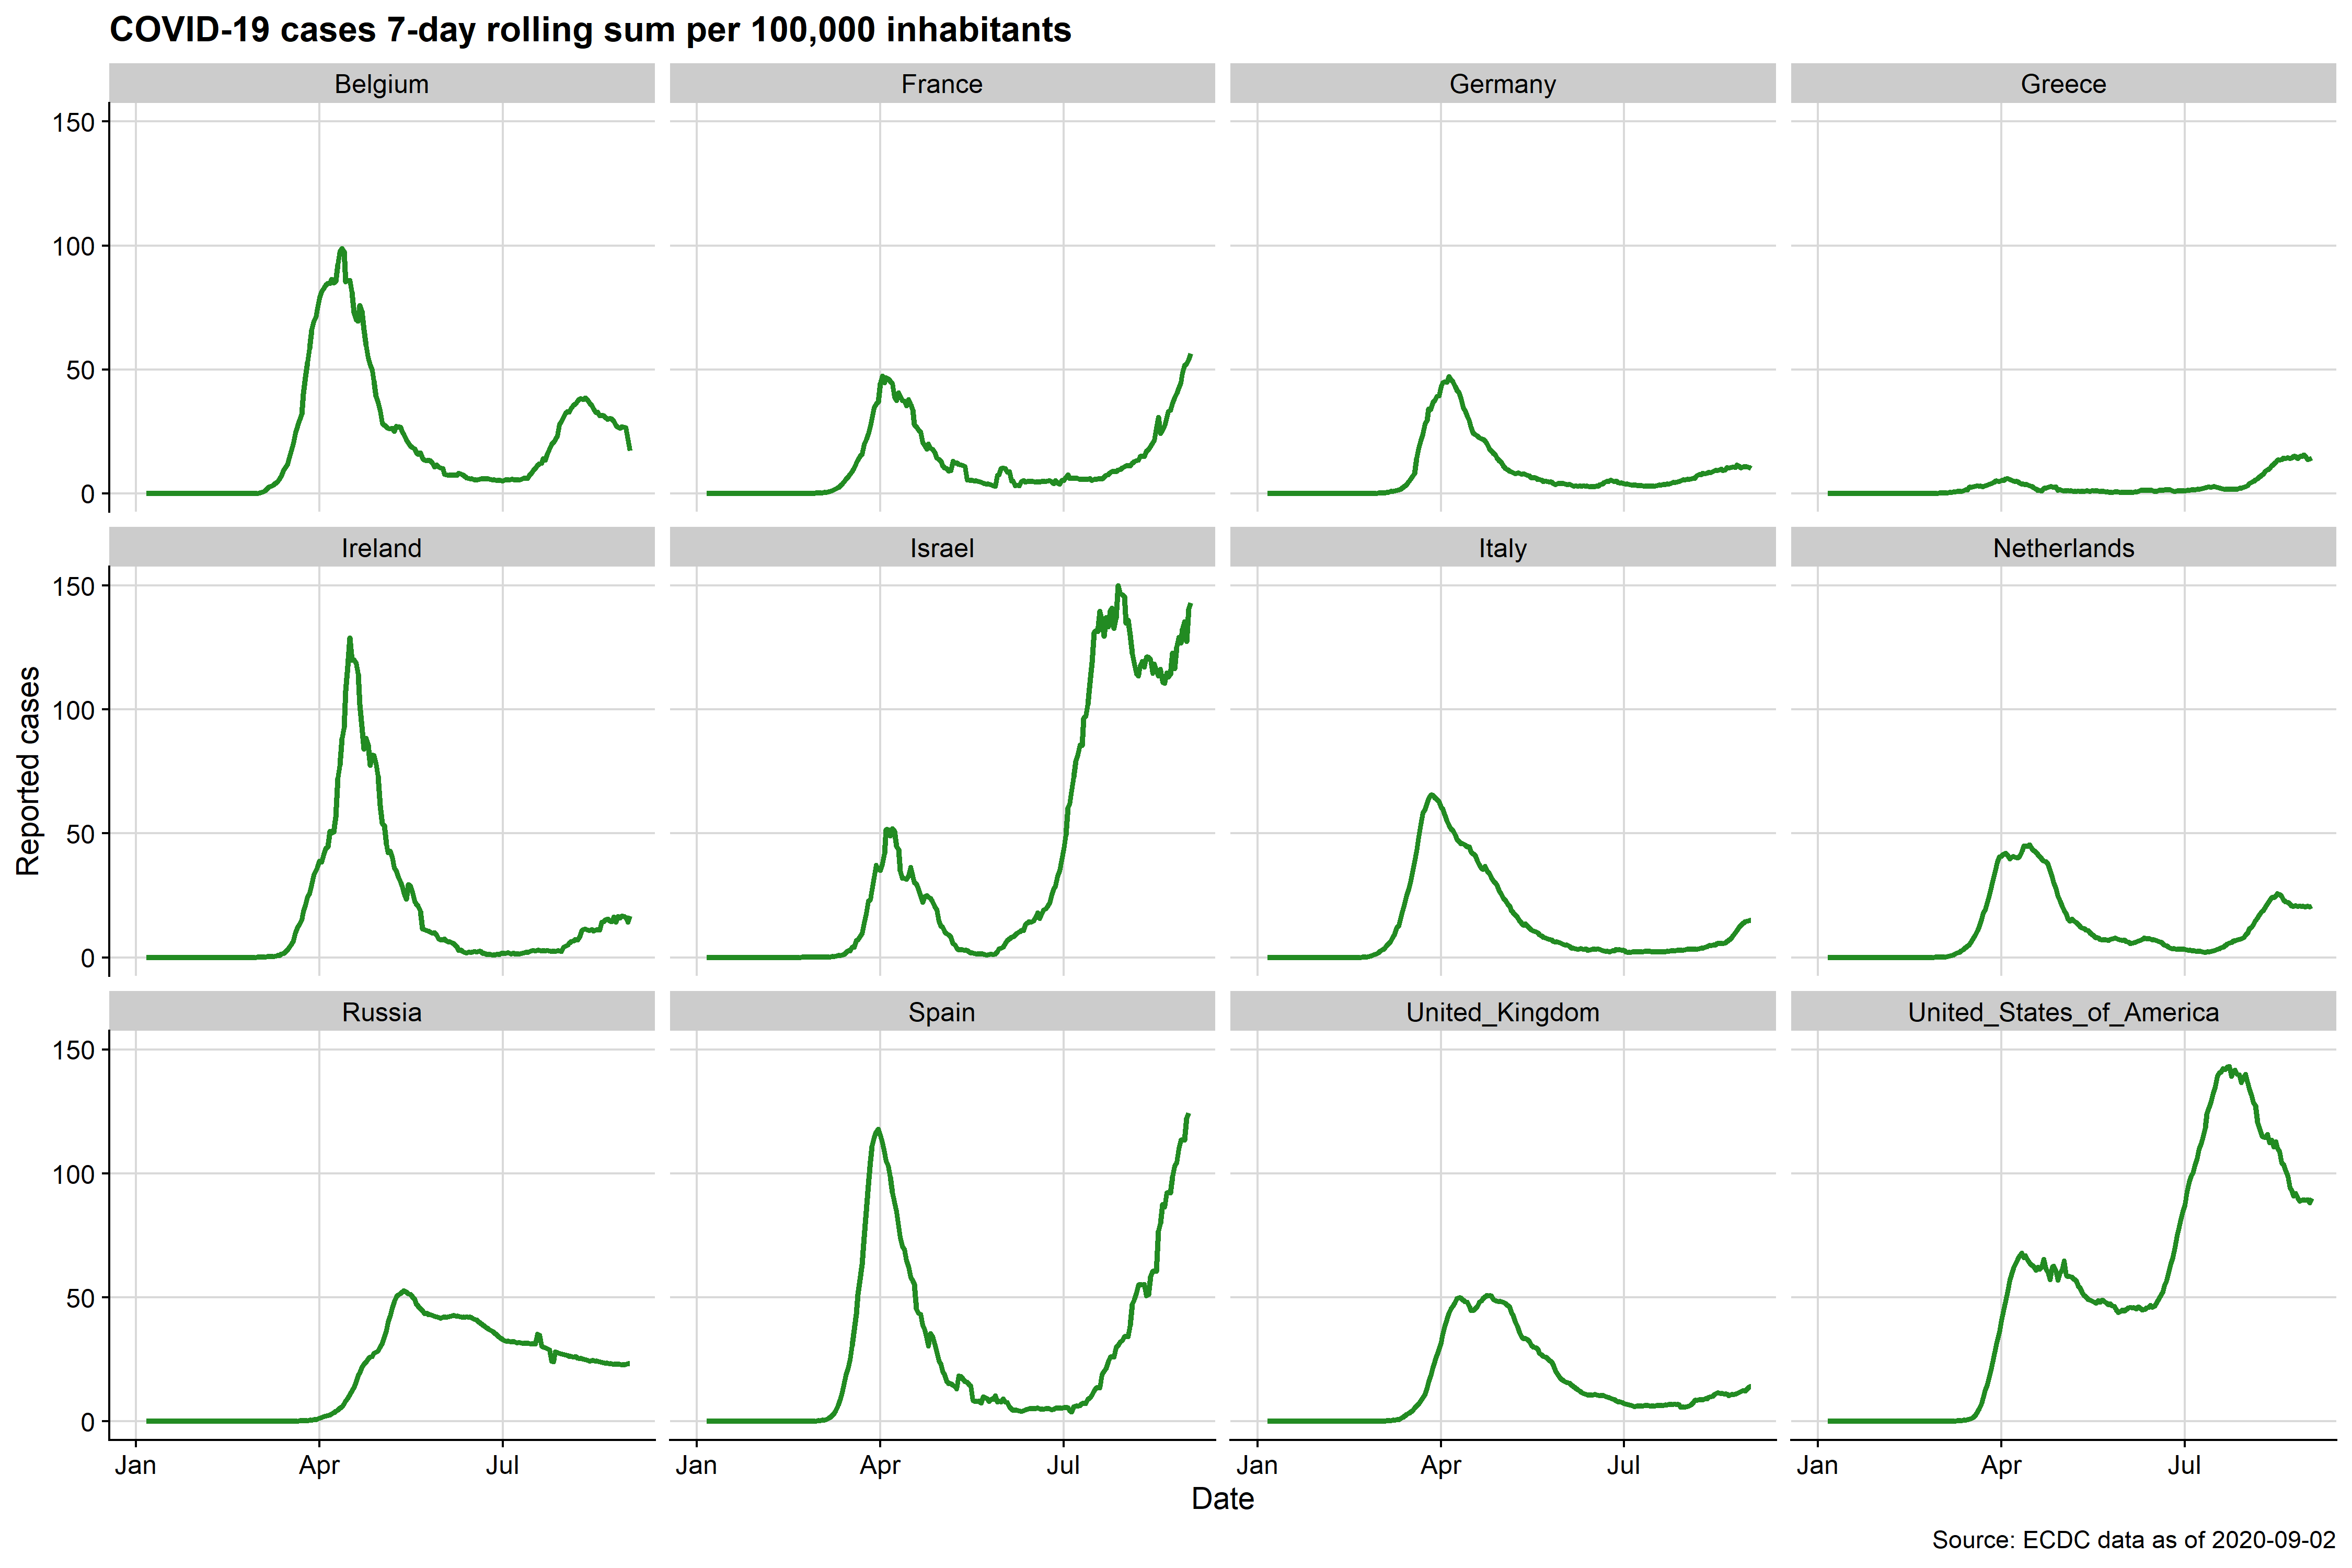 COVID-19 cases 7-day rolling sum per 100,000 inhabitants
Belgium
France
Germany
Greece
150
100
50
0
Ireland
Israel
Italy
Netherlands
150
100
50
0
Reported cases
Russia
Spain
United_Kingdom
United_States_of_America
150
100
50
0
Jan Apr Jul
Jan Apr Jul
Jan Apr Jul
Jan Apr Jul
Date
Source: ECDC data as of 2020-09-02